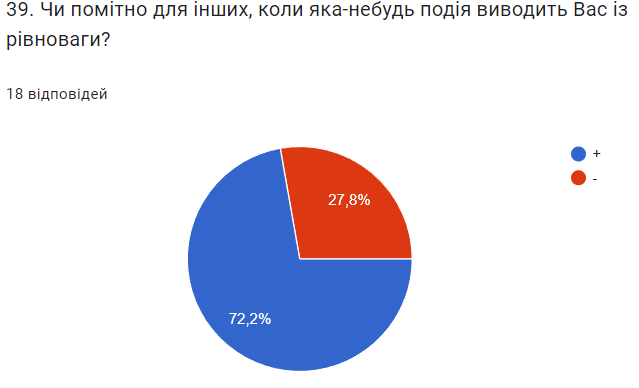 39. Чи помітно для інших, коли яка-небудь подія виводить Вас із
рівноваги?
18 відповідей
+
-
27,8%
72,2%